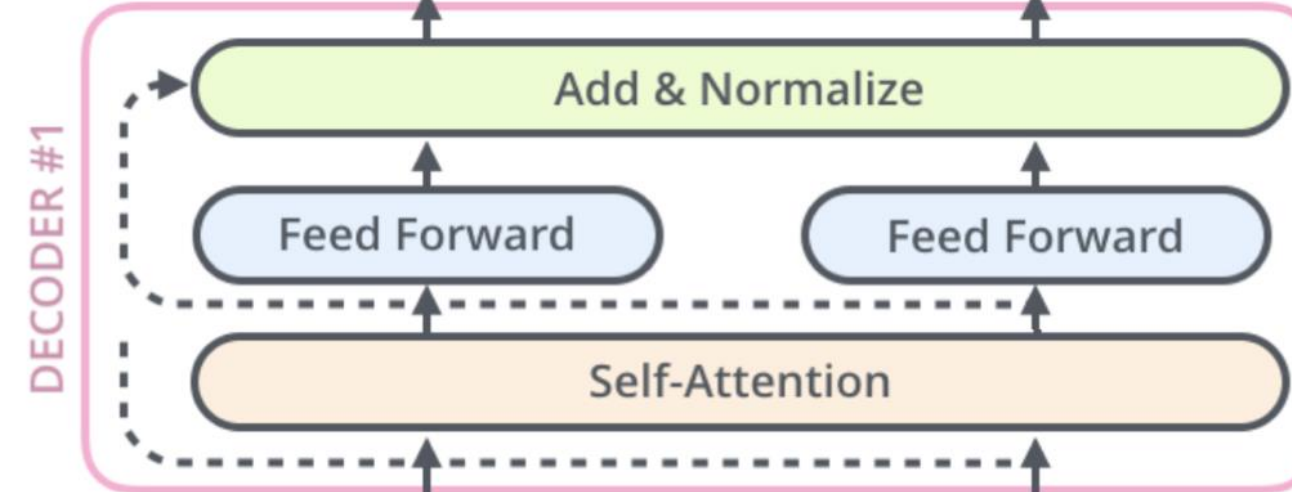 DECODER #1
Add & Normalize
Feed Forward
Feed Forward
Self-Attention